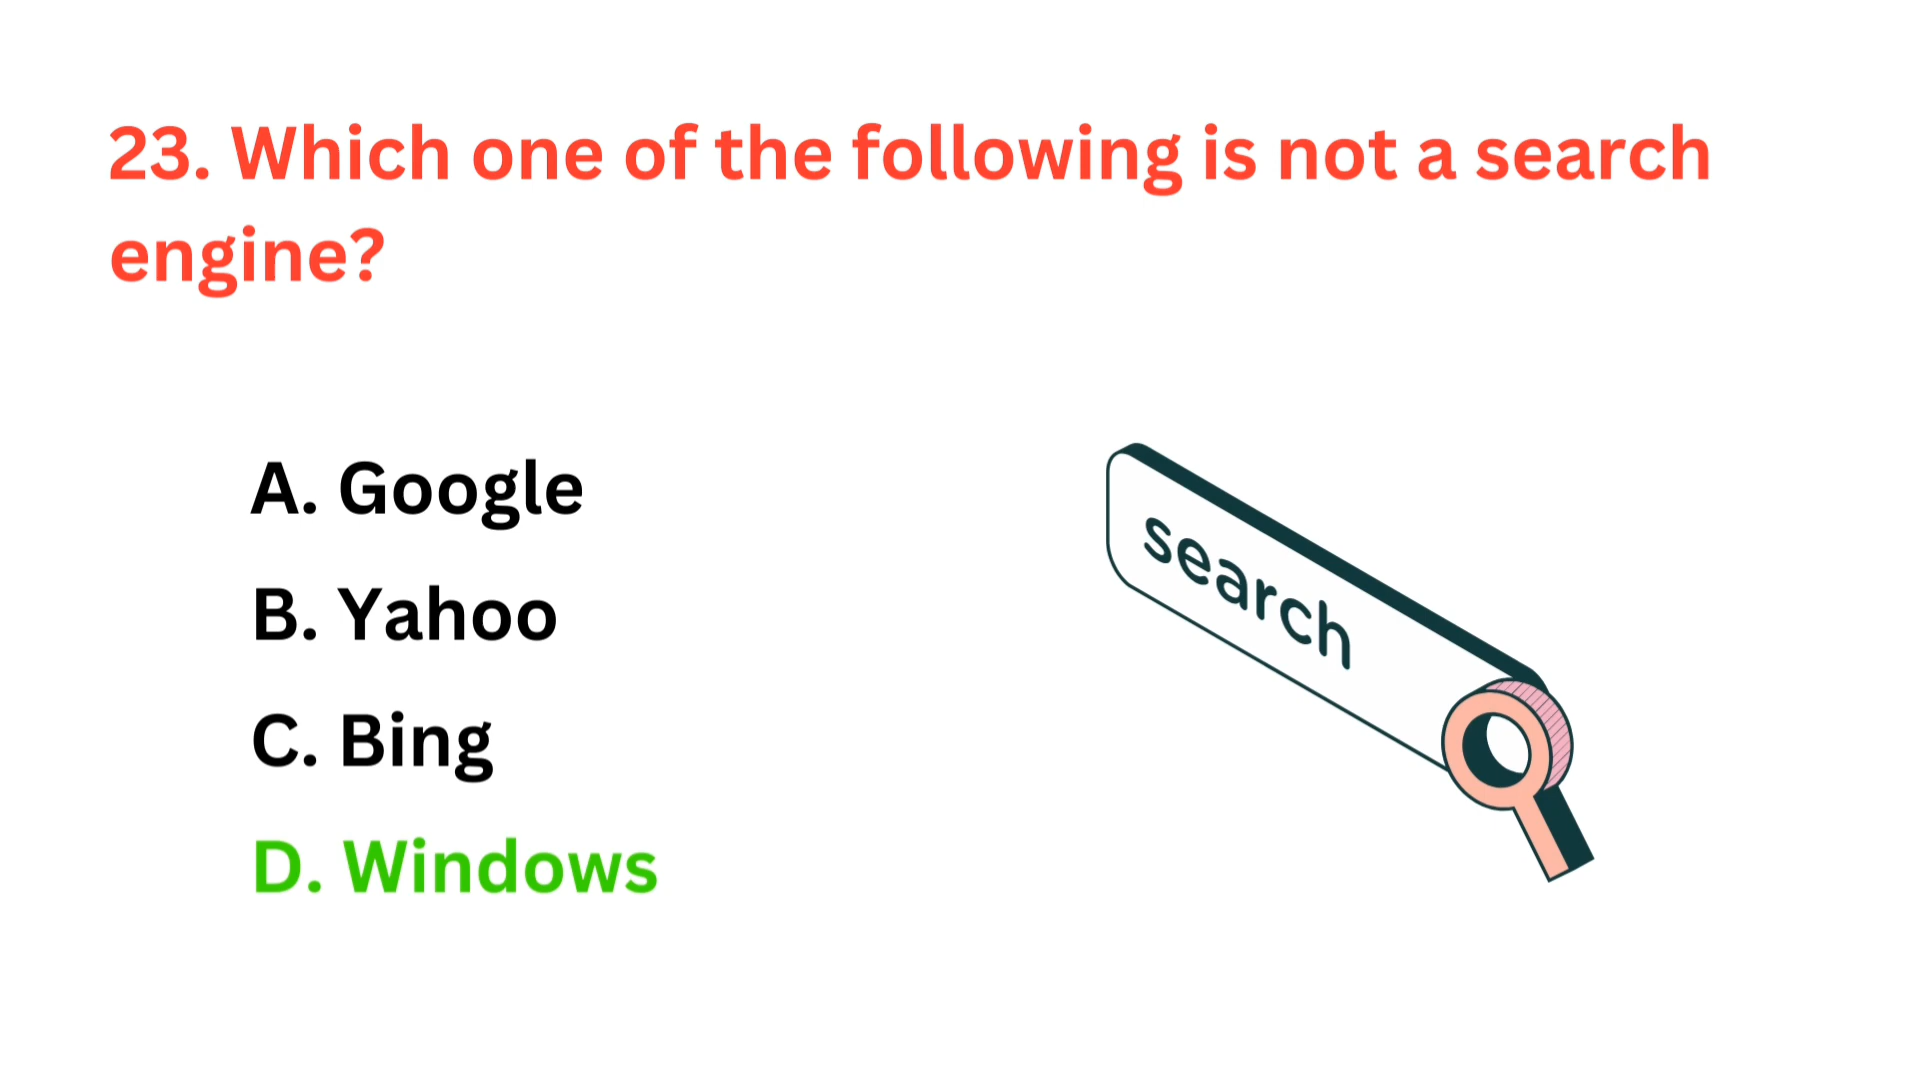 23. Which one of the following is not a search
engine?
A. Google
B. Yahoo
C. Bing
D. Windows
search